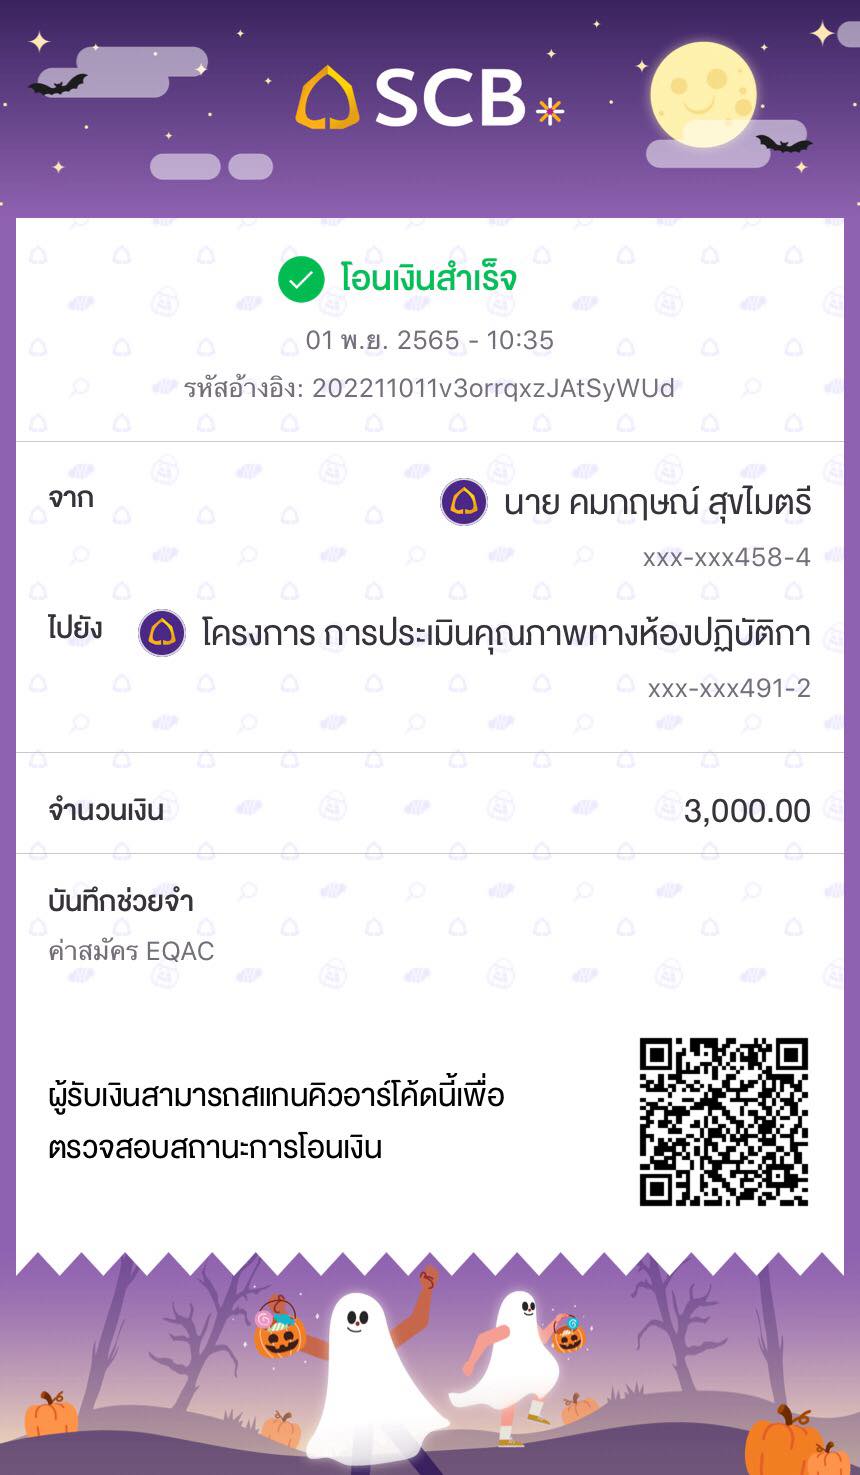 SCB
โอนเงินสำเร็จ
01 พ.ย. 2565 - 10:35
รหัสอ้างอิง: 202211011v3orrqxzJAtSyWUd
จาก
นาย คมกฤษณ์ สุขไมตรี
xxx-xxx458-4
ไปยัง
โครงการ การประเมินคุณภาพทางห้องปฏิบัติกา
xxx-xxx491-2
จำนวนเงิน 3,000.00
บันทึกช่วยจำ
ค่าสมัคร EQAC
ผู้รับเงินสามารถสแกนคิวอาร์โค้ดนี้เพื่อ
ตรวจสอบสถานะการโอนเงิน